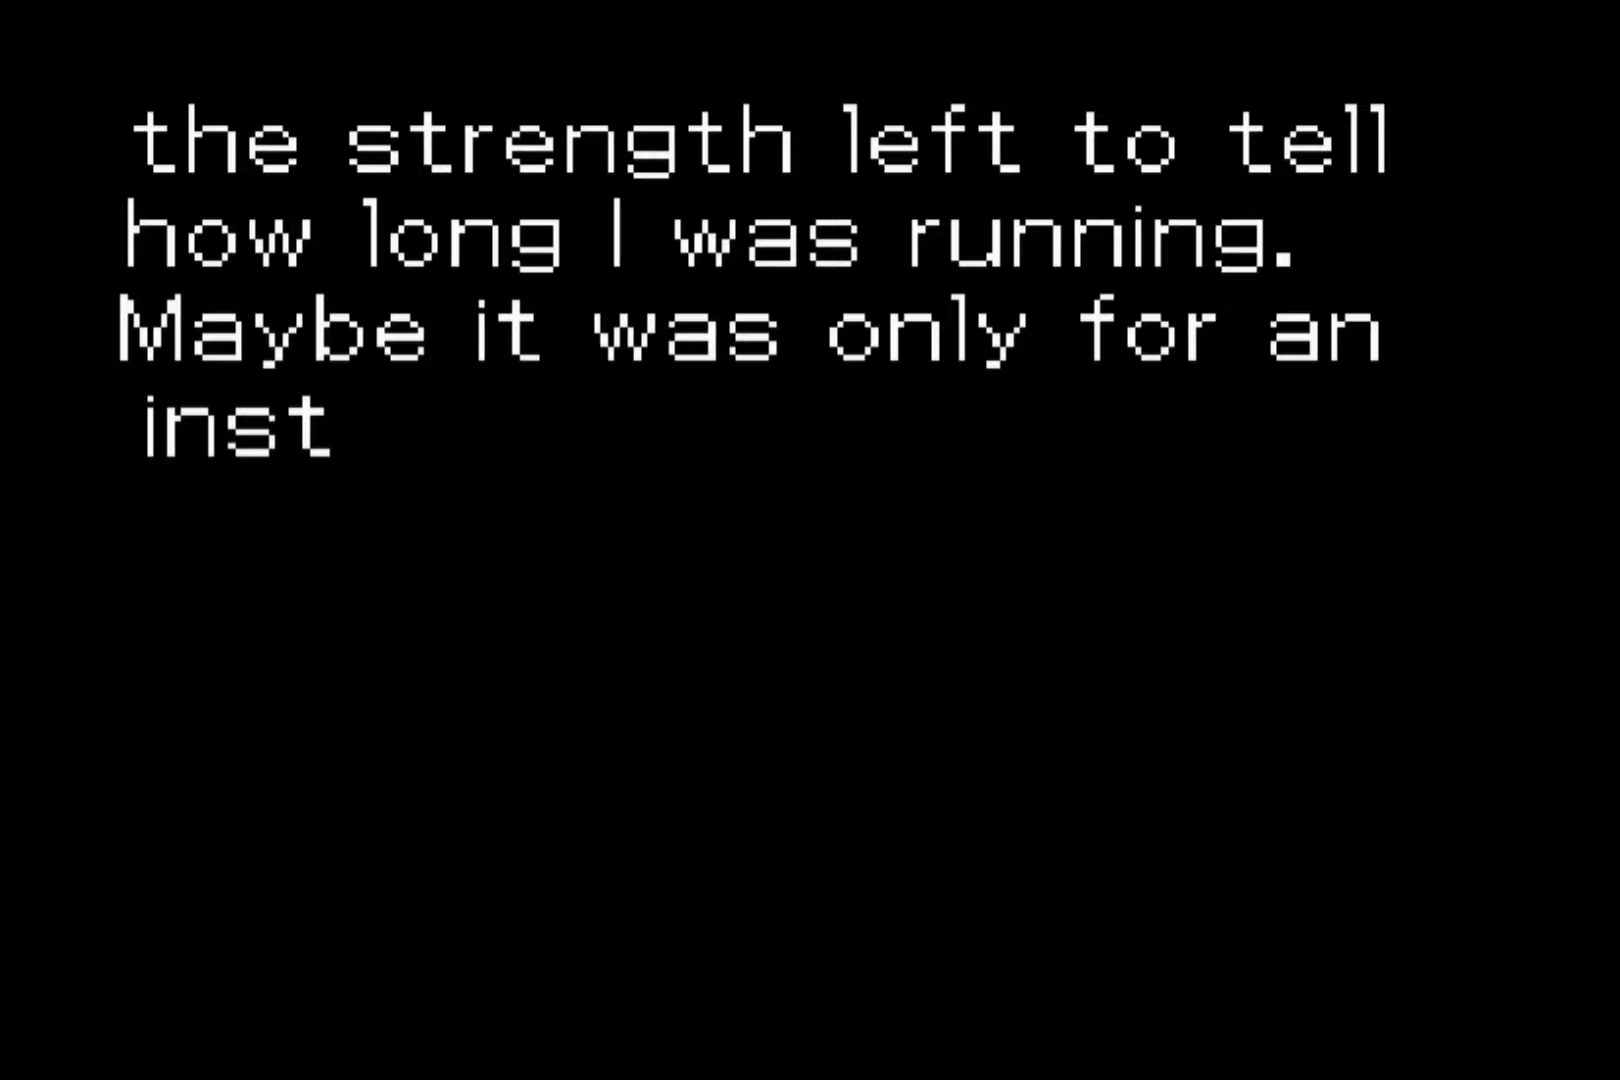 the strength left to tell
how long I was running.
Maybe it was only for an
inst